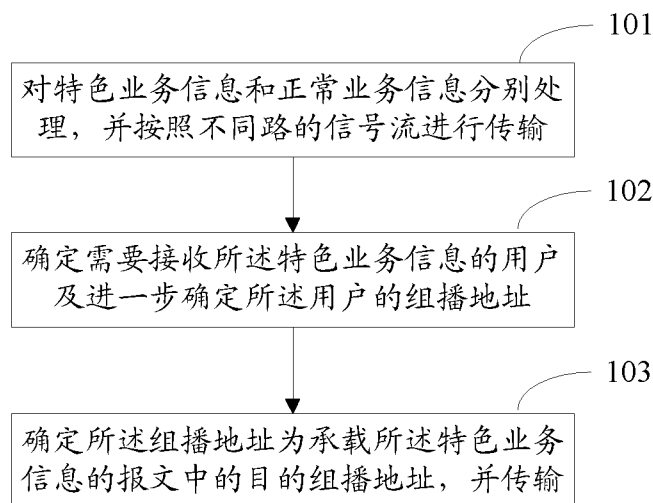 101
对特色业务信息和正常业务信息分别处
理，并按照不同路的信号流进行传输
102
确定需要接收所述特色业务信息的用户
及进一步确定所述用户的组播地址
103
确定所述组播地址为承载所述特色业务
信息的报文中的目的组播地址，并传输